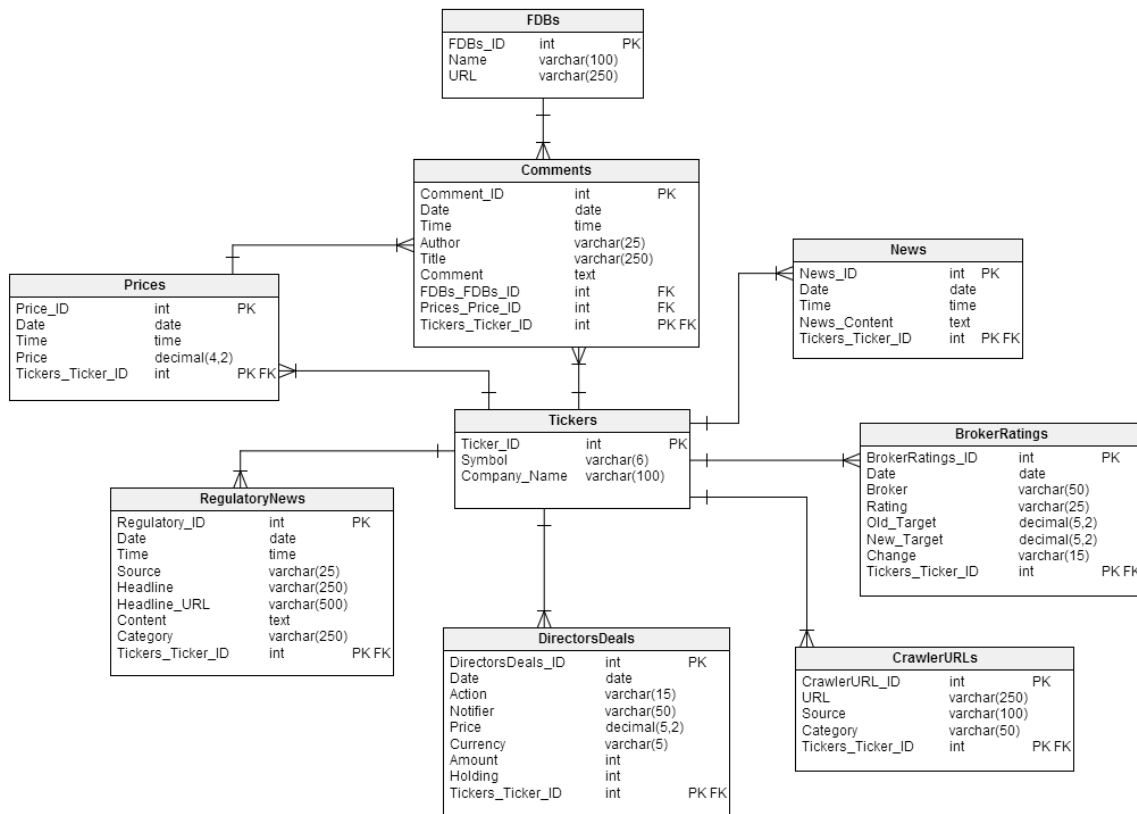 FDBs
FDBs_ID int PK
Name varchar(100)
URL varchar(250)
Comments
Comment_ID int PK
Date date
Time time
Author varchar(25)
Title varchar(250)
Comment text
FDBs_FDBs_ID int FK
Prices_Price_ID int FK
Tickers_Ticker_ID int PK FK
News
News_ID int PK
Date date
Time time
News_Content text
Tickers_Ticker_ID int PK FK
Prices
Price_ID int PK
Date date
Time time
Price decimal(4,2)
Tickers_Ticker_ID int PK FK
Tickers
Ticker_ID int PK
Symbol varchar(6)
Company_Name varchar(100)
BrokerRatings
BrokerRatings_ID int PK
Date date
Broker varchar(50)
Rating varchar(25)
Old_Target decimal(5,2)
New_Target decimal(5,2)
Change varchar(15)
Tickers_Ticker_ID int PK FK
RegulatoryNews
Regulatory_ID int PK
Date date
Time time
Source varchar(25)
Headline varchar(250)
Headline_URL varchar(500)
Content text
Category varchar(250)
Tickers_Ticker_ID int PK FK
DirectorsDeals
DirectorsDeals_ID int PK
Date date
Action varchar(15)
Notifier varchar(50)
Price decimal(5,2)
Currency varchar(5)
Amount int
Holding int
Tickers_Ticker_ID int PK FK
CrawlerURLs
CrawlerURL_ID int PK
URL varchar(250)
Source varchar(100)
Category varchar(50)
Tickers_Ticker_ID int PK FK